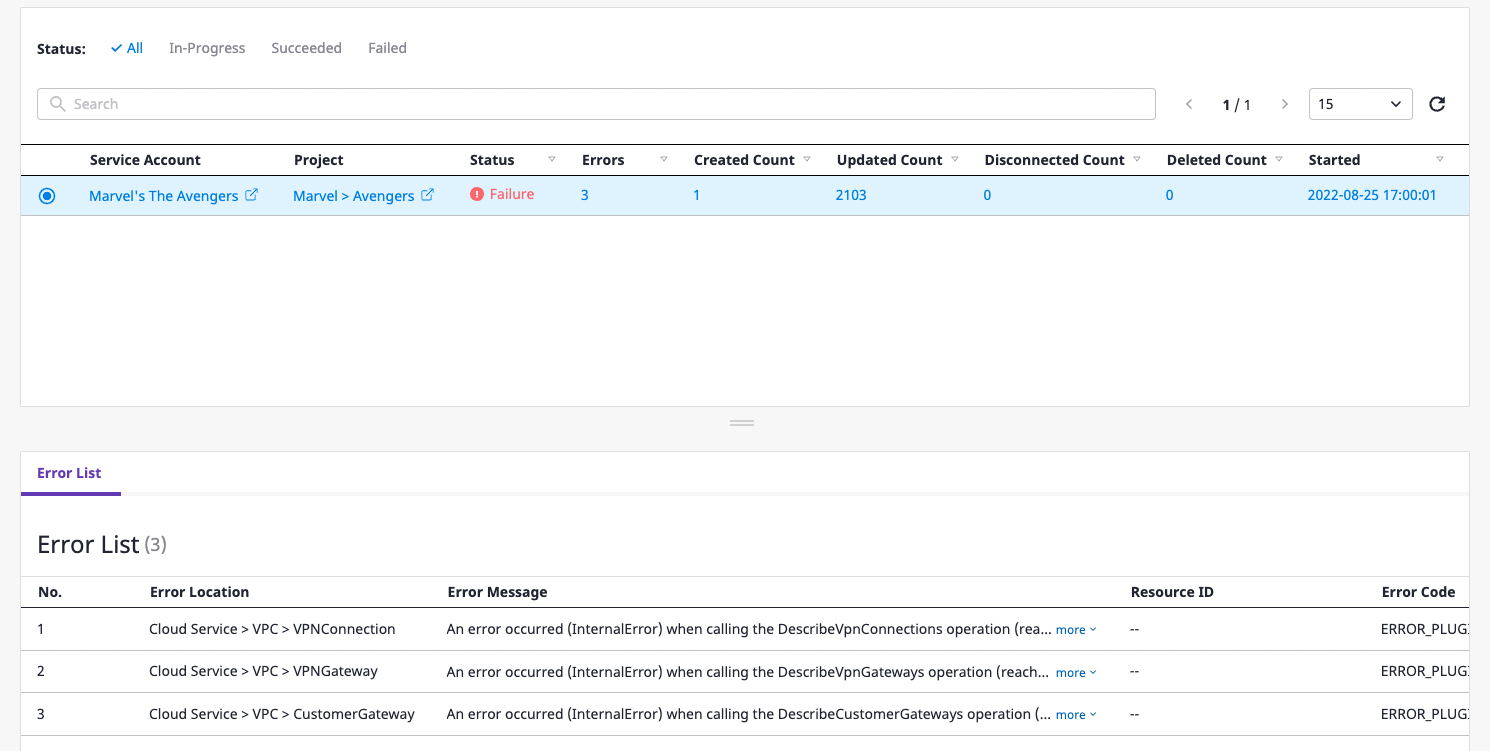 Status: All In-Progress Succeeded Failed
Search 1 / 1 15
Service Account Project Status Errors Created Count Updated Count Disconnected Count Deleted Count Started
Marvel's The Avengers Marvel > Avengers Failure 3 1 2103 0 0 2022-08-25 17:00:01
Error List
Error List (3)
No. Error Location Error Message Resource ID Error Code
1 Cloud Service > VPC > VPNConnection An error occurred (InternalError) when calling the DescribeVpnConnections operation (rea... more -- ERROR_PLUG
2 Cloud Service > VPC > VPNGateway An error occurred (InternalError) when calling the DescribeVpnGateways operation (reach... more -- ERROR_PLUG
3 Cloud Service > VPC > CustomerGateway An error occurred (InternalError) when calling the DescribeCustomerGateways operation (... more -- ERROR_PLUG